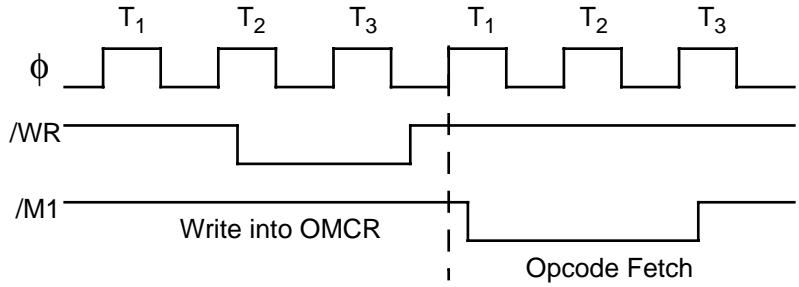 T1 T2 T3 T1 T2 T3
ϕ
/WR
/M1
Write into OMCR
Opcode Fetch